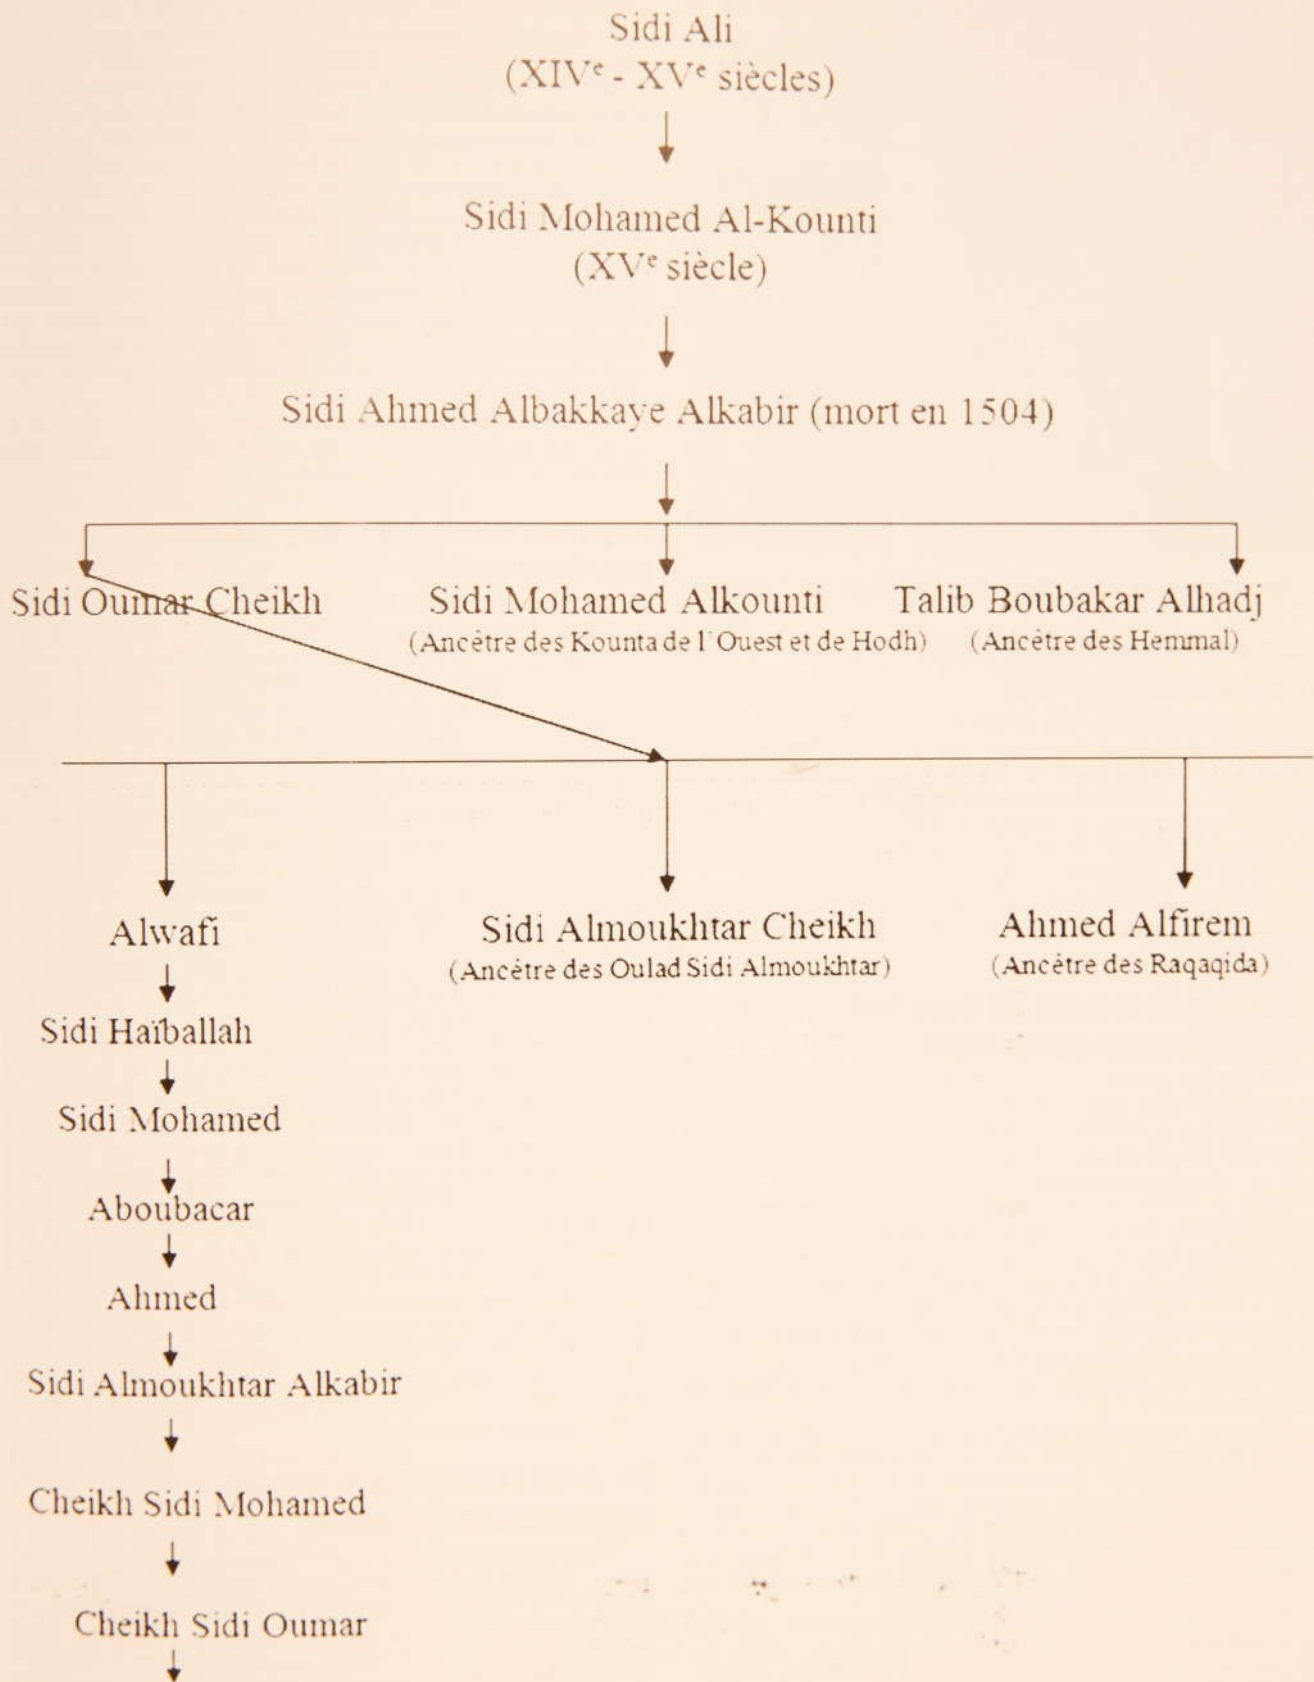 Sidi Ali
(XIVᵉ - XVᵉ siècles)
Sidi Mohamed Al-Kounti
(XVᵉ siècle)
Sidi Ahmed Albakkaye Alkabir (mort en 1504)
Sidi Oumar Cheikh
Sidi Mohamed Alkounti
Talib Boubakar Alhadj
(Ancêtre des Kounta de l'Ouest et de Hodh)
(Ancêtre des Hemmal)
Alwafi
Sidi Almoukhtar Cheikh
Ahmed Alfirem
(Ancêtre des Oulad Sidi Almoukhtar)
(Ancêtre des Raqaqida)
Sidi Haïballah
Sidi Mohamed
Aboubacar
Ahmed
Sidi Almoukhtar Alkabir
Cheikh Sidi Mohamed
Cheikh Sidi Oumar